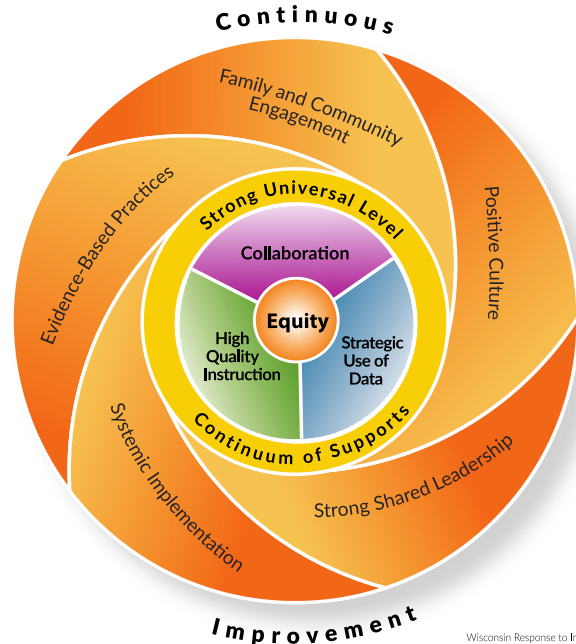 Continuous
Family and Community
Engagement
Positive Culture
Evidence-Based Practices
Strong Universal Level
Collaboration
Equity
High
Quality
Instruction
Strategic
Use of
Data
Continuum of Supports
Systemic Implementation
Strong Shared Leadership
Improvement
Wisconsin Response to